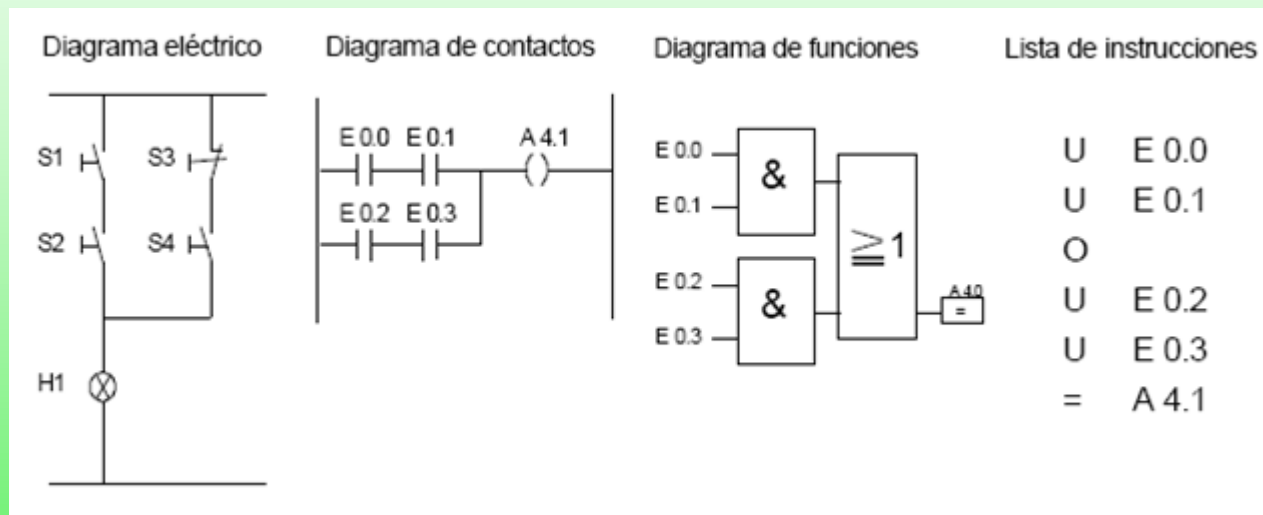 Diagrama eléctrico
S1
S3
S2
S4
H1
Diagrama de contactos
E 0.0 E 0.1 A 4.1
E 0.2 E 0.3
Diagrama de funciones
E 0.0
&
E 0.1
≧ 1
E 0.2
&
E 0.3
A 4.0
=
Lista de instrucciones
U E 0.0
U E 0.1
O
U E 0.2
U E 0.3
= A 4.1